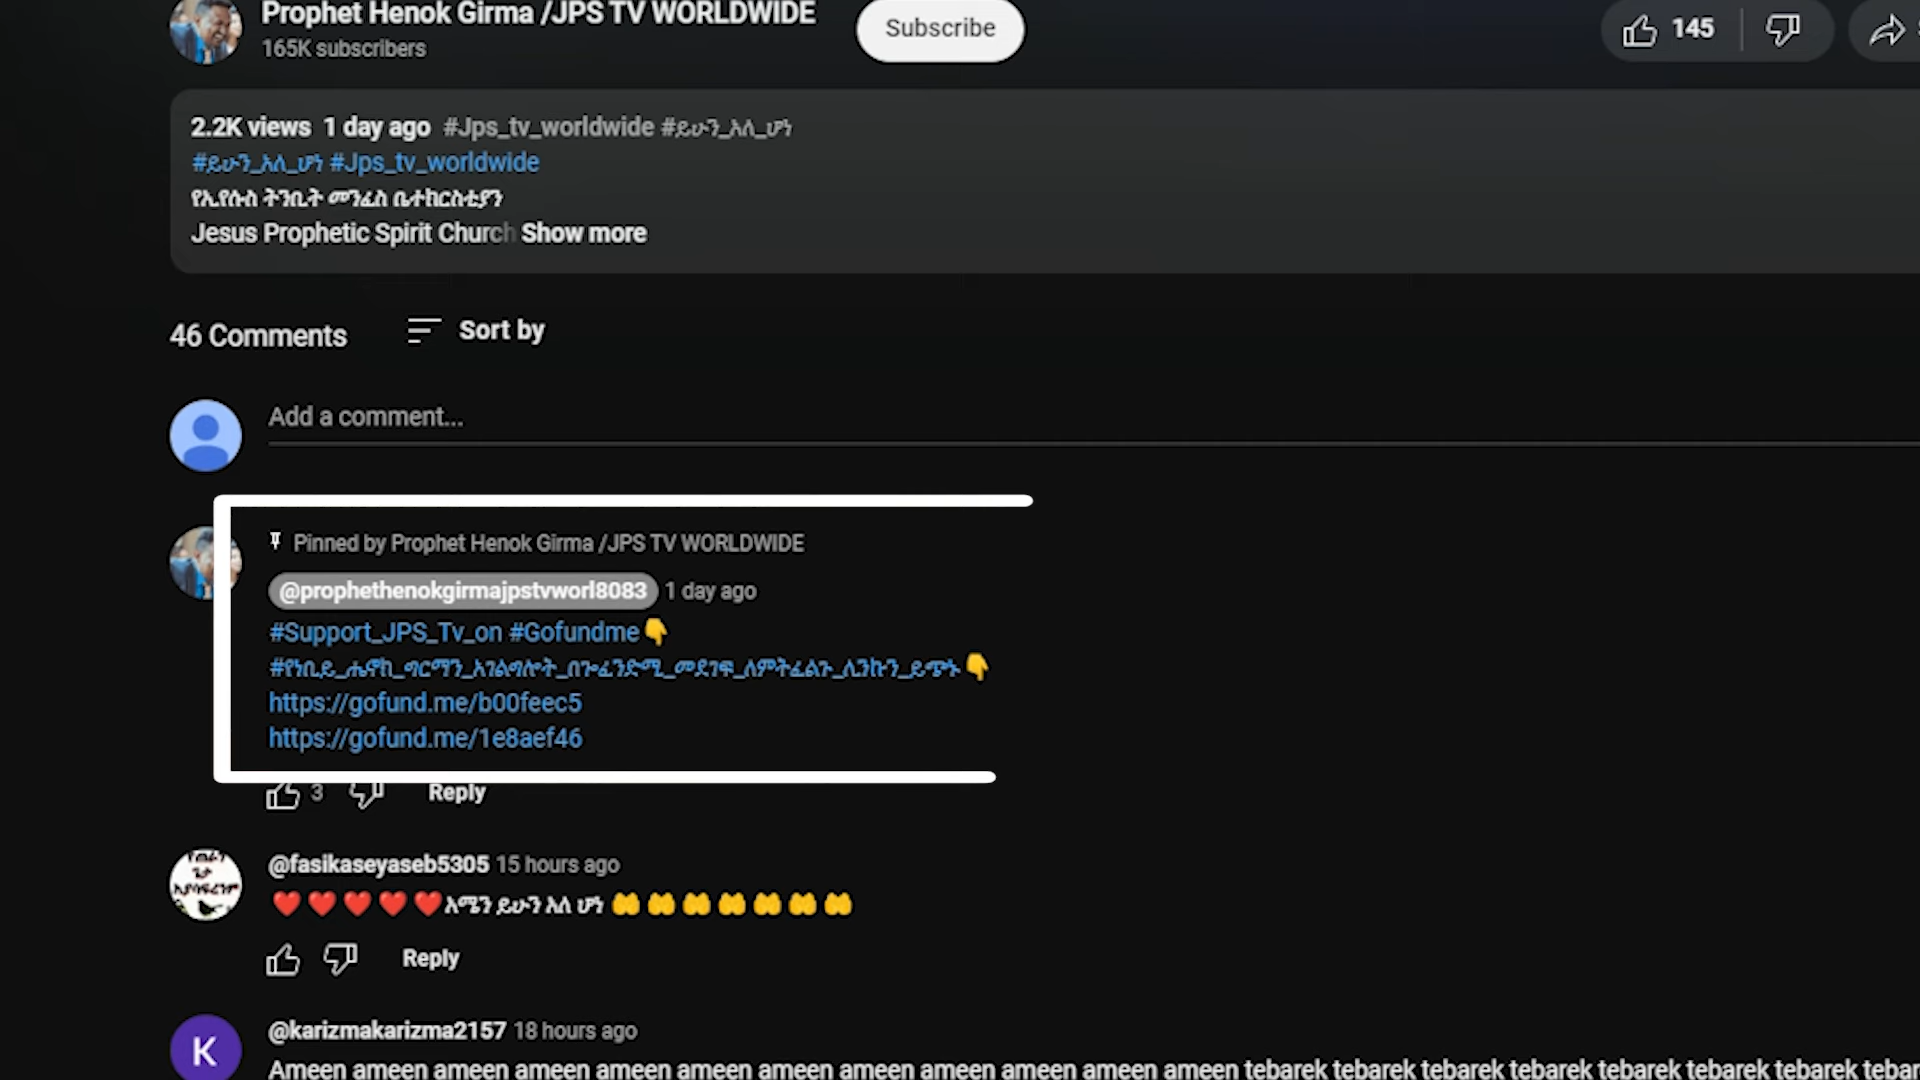 Prophet Henok Girma /JPS TV WORLDWIDE
165K subscribers
Subscribe
145
2.2K views 1 day ago #Jps_tv_worldwide #ይሁን_አለ_ሆነ
#ይሁን_አለ_ሆነ #Jps_tv_worldwide
የኢየሱስ ትንቢት መንፈስ ቤተክርስቲያን
Jesus Prophetic Spirit Church Show more
46 Comments
Sort by
Add a comment...
Pinned by Prophet Henok Girma /JPS TV WORLDWIDE
@prophethenokgirmajpstvworl8083 1 day ago
#Support_JPS_Tv_on #Gofundme👇
#የነቢይ_ሔኖክ_ግርማን_አገልግሎት_በጐፈንድሚ_መደገፍ_ለምትፈልጉ_ሊንኩን_ይጭኑ👇
https://gofund.me/b00feec5
https://gofund.me/1e8aef46
3 Reply
@fasikaseyaseb5305 15 hours ago
❤️❤️❤️❤️❤️አሜን ይሁን አለ ሆነ 🤲🤲🤲🤲🤲🤲🤲
Reply
K
@karizmakarizma2157 18 hours ago
Ameen ameen ameen ameen ameen ameen ameen ameen ameen ameen ameen ameen tebarek tebarek tebarek tebarek tebarek tebarek tebarek